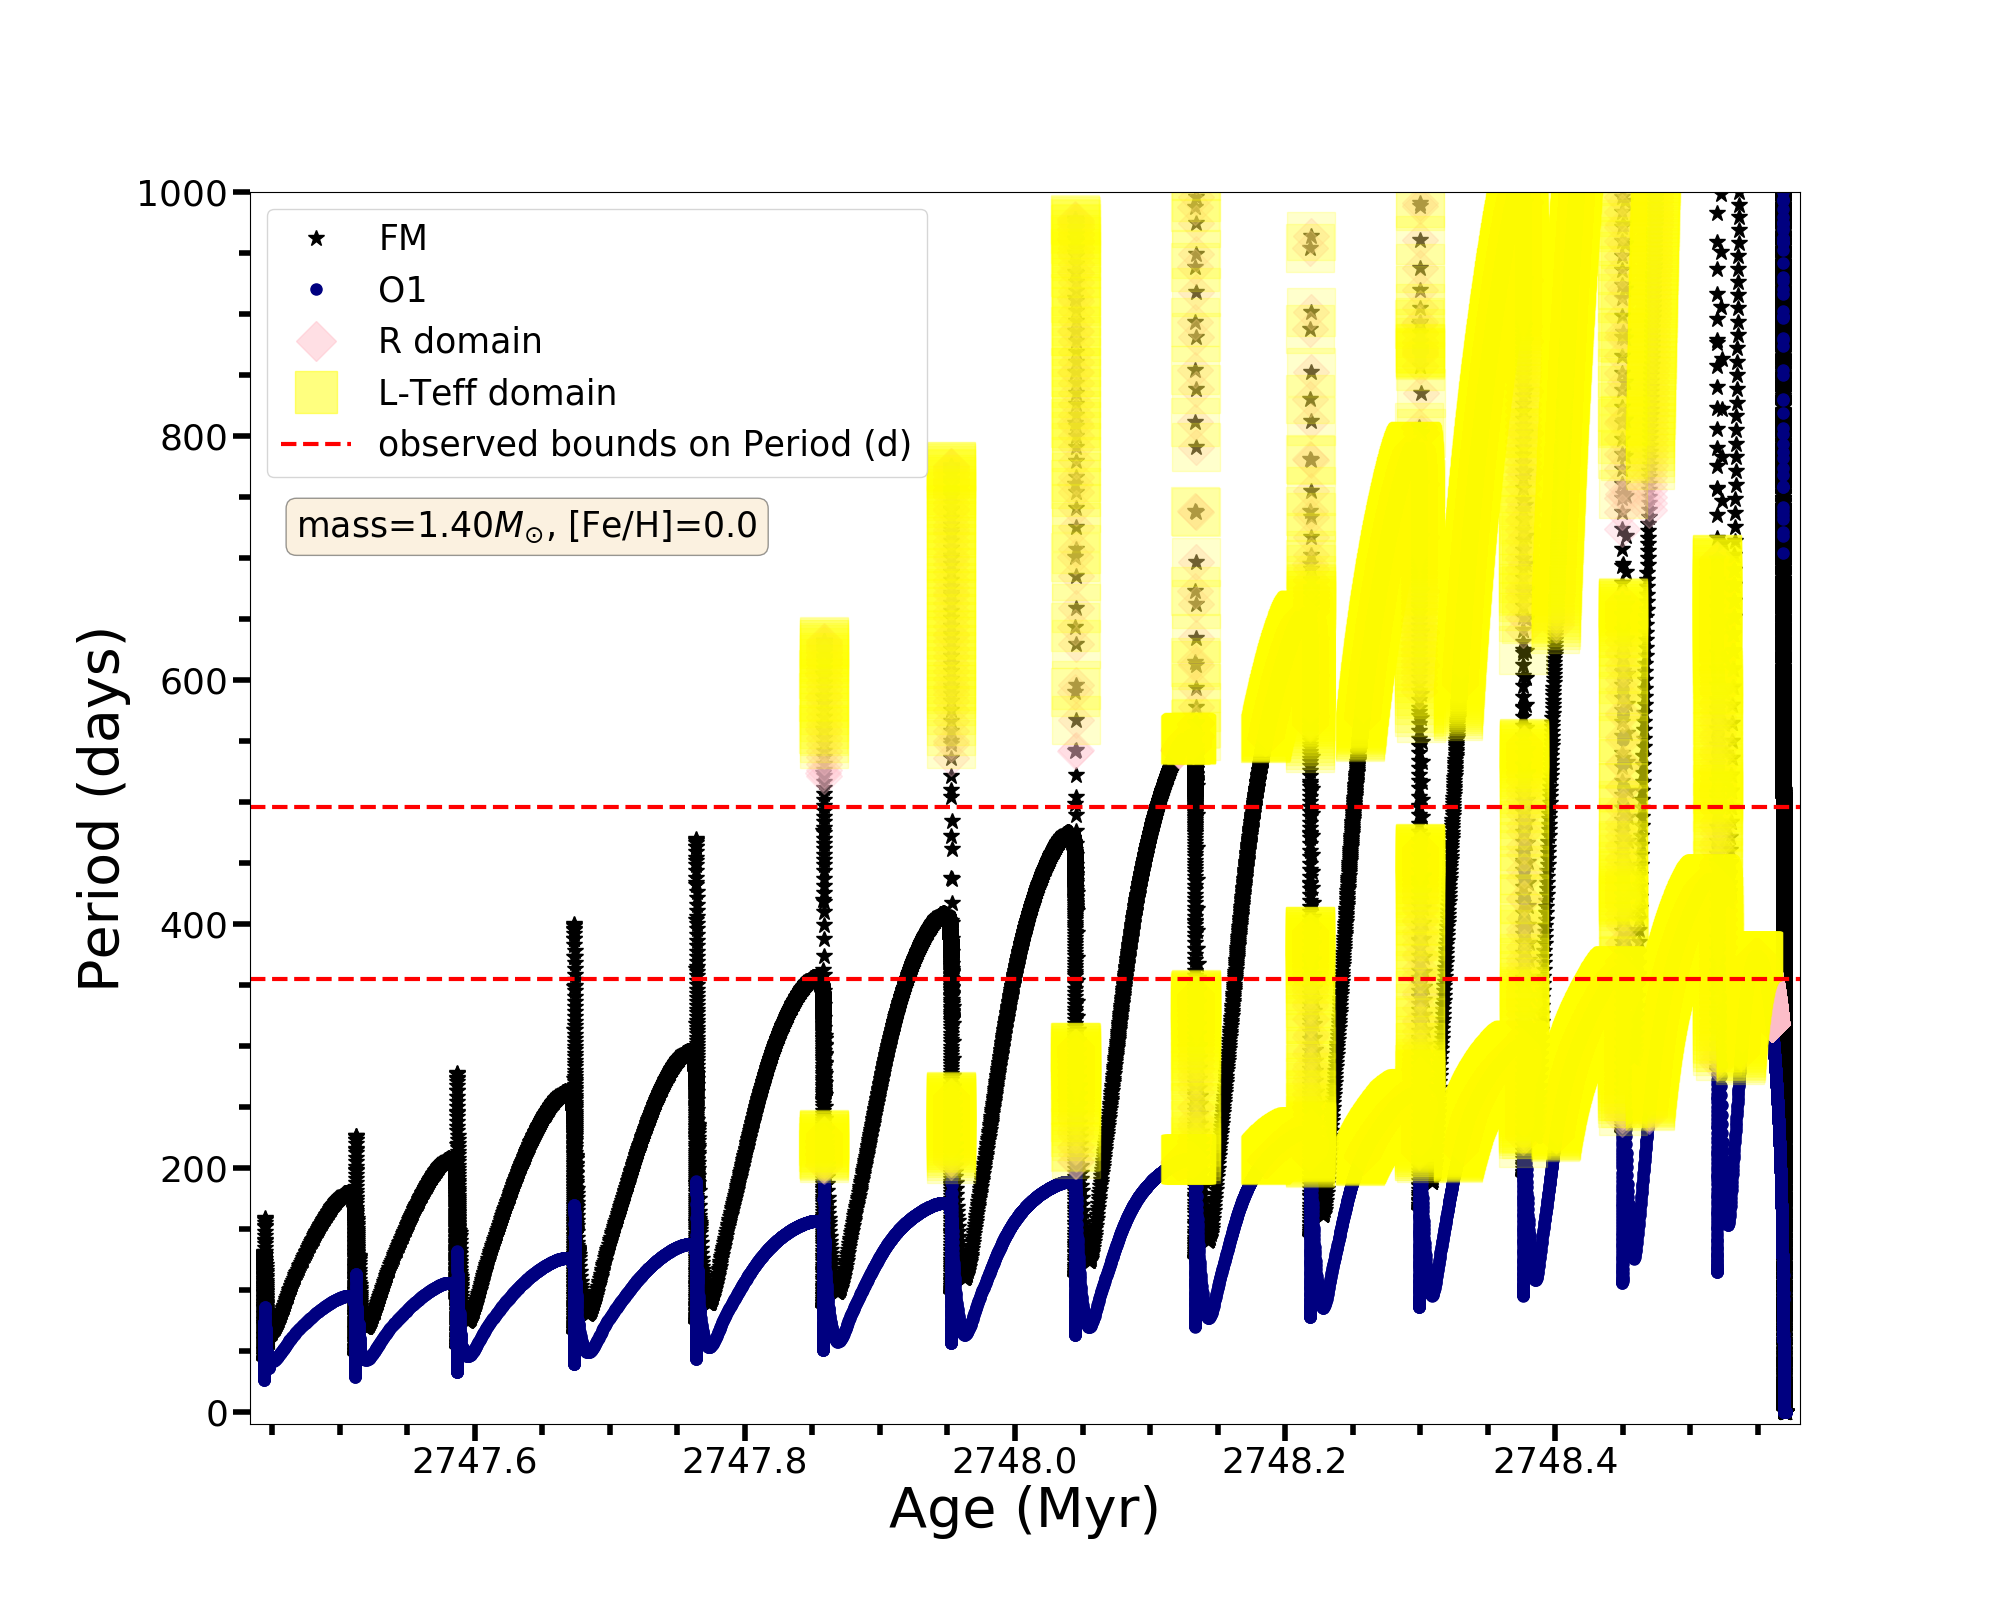 1000
800
600
400
200
0
Period (days)
FM
O1
R domain
L-Teff domain
observed bounds on Period (d)
mass=1.40M⊙, [Fe/H]=0.0
2747.6 2747.8 2748.0 2748.2 2748.4
Age (Myr)